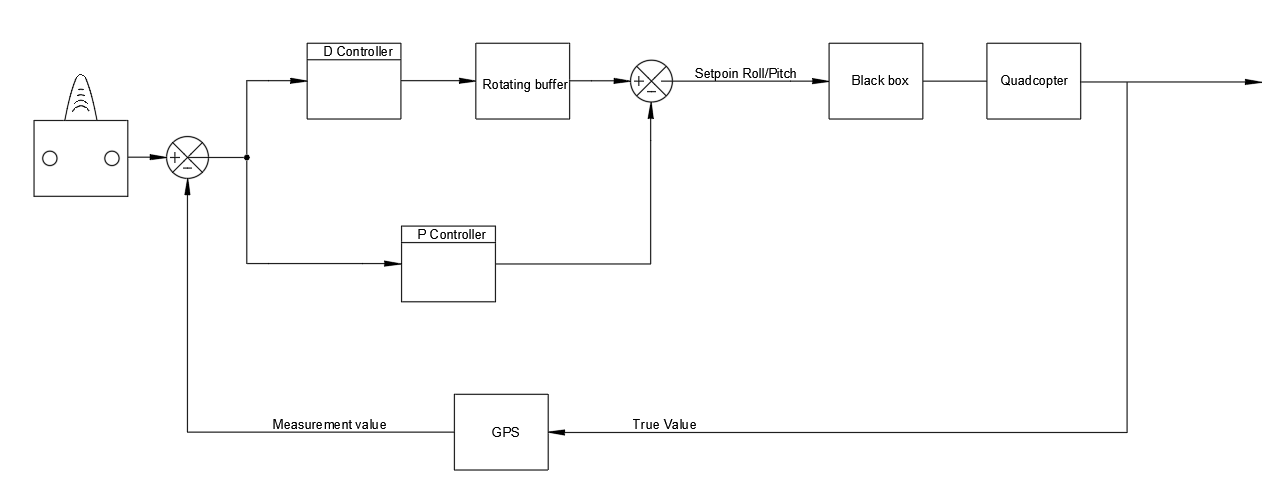 D Controller
Rotating buffer
+
−
Setpoin Roll/Pitch
Black box
Quadcopter
+
−
P Controller
Measurement value
GPS
True Value